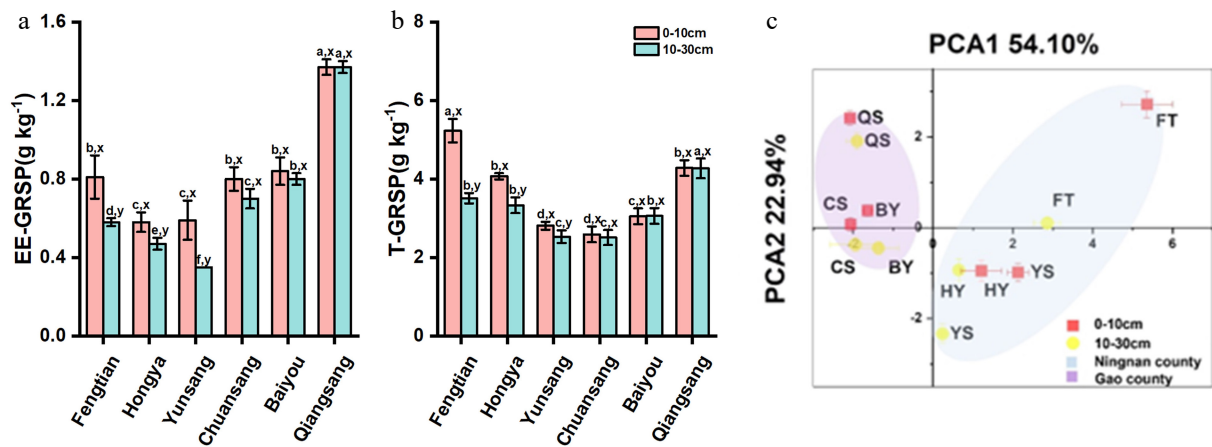 a
EE-GRSP(g kg⁻¹)
1.6
1.2
0.8
0.4
0.0
b,x
d,y
b,x
e,y
c,x
f,y
b,x
c,x
b,x
b,x
a,x
a,x
Fengtian
Hongya
Yunsang
Chuansang
Baiyou
Qiangsang
b
T-GRSP(g kg⁻¹)
8
6
4
2
0
0-10cm
10-30cm
a,x
b,y
b,x
b,y
d,x
c,y
d,x
c,x
b,x
b,x
b,x
a,x
Fengtian
Hongya
Yunsang
Chuansang
Baiyou
Qiangsang
c
PCA1 54.10%
PCA2 22.94%
QS
QS
FT
CS
BY
FT
2
0
0
2
4
6
-2
-2
CS
BY
HY
HY
YS
YS
0-10cm
10-30cm
Ningnan county
Gao county